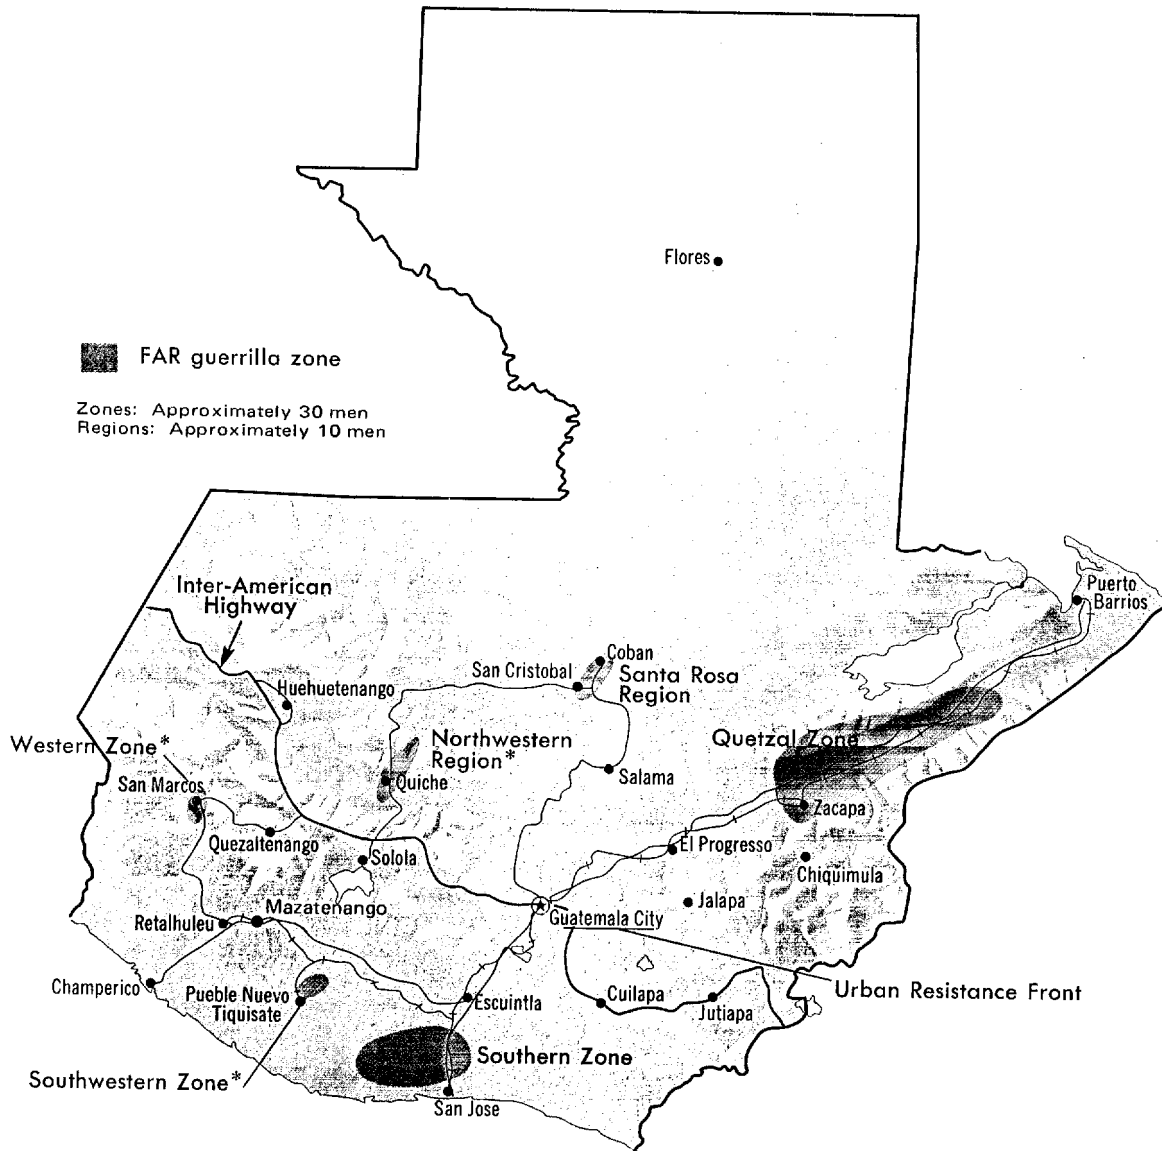 Flores
FAR guerrilla zone
Zones: Approximately 30 men
Regions: Approximately 10 men
Inter-American
Highway
Puerto
Barrios
Coban
San Cristobal
Santa Rosa
Region
Huehuetenango
Western Zone*
Northwestern
Region*
Quetzal Zone
San Marcos
Quiche
Salama
Zacapa
Quezaltenango
Solola
El Progresso
Chiquimula
Mazatenango
Retalhuleu
Guatemala City
Jalapa
Champerico
Pueble Nuevo
Tiquisate
Escuintla
Cuilapa
Jutiapa
Urban Resistance Front
Southern Zone
Southwestern Zone*
San Jose